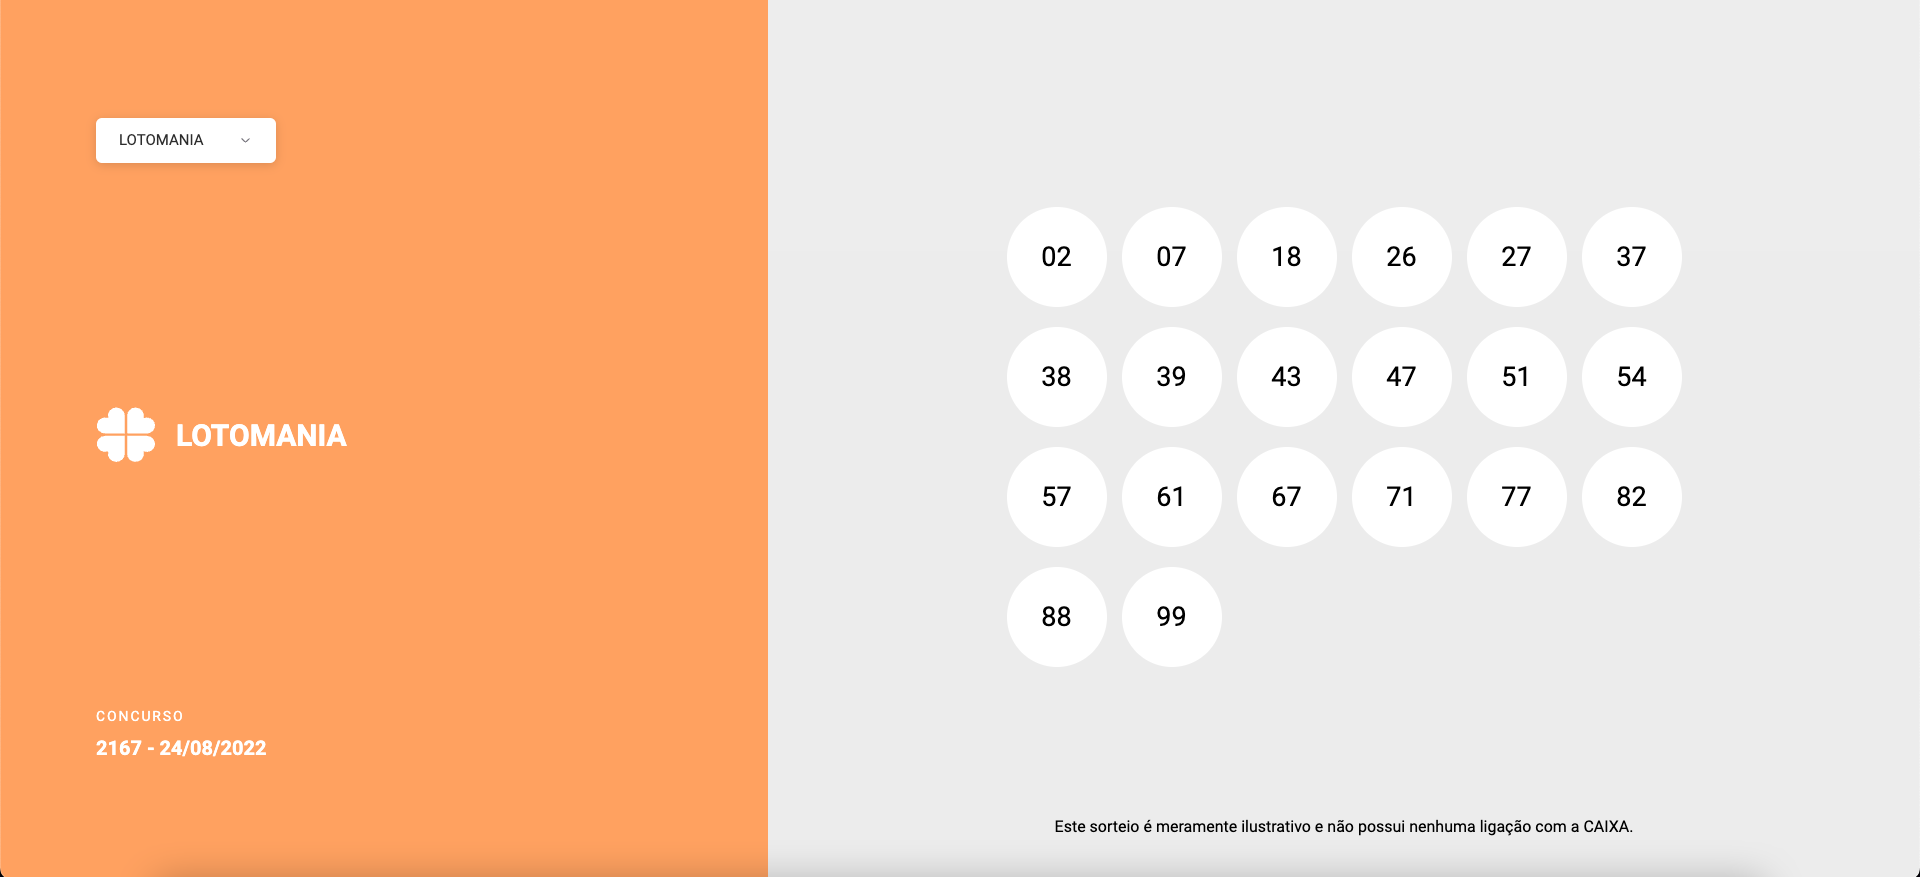 LOTOMANIA
LOTOMANIA
CONCURSO
2167 - 24/08/2022
02 07 18 26 27 37
38 39 43 47 51 54
57 61 67 71 77 82
88 99
Este sorteio é meramente ilustrativo e não possui nenhuma ligação com a CAIXA.